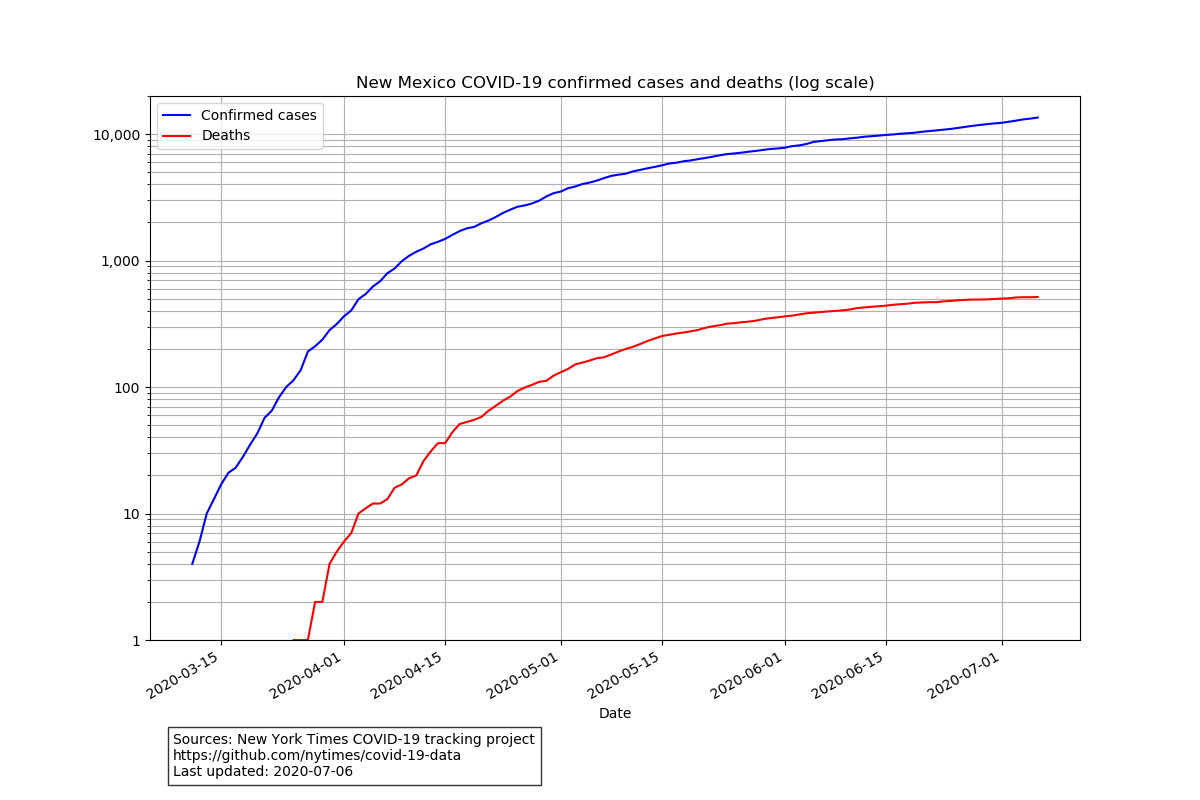 New Mexico COVID-19 confirmed cases and deaths (log scale)
Confirmed cases
Deaths
10,000
1,000
100
10
1
2020-03-15
2020-04-01
2020-04-15
2020-05-01
2020-05-15
2020-06-01
2020-06-15
2020-07-01
Date
Sources: New York Times COVID-19 tracking project
https://github.com/nytimes/covid-19-data
Last updated: 2020-07-06